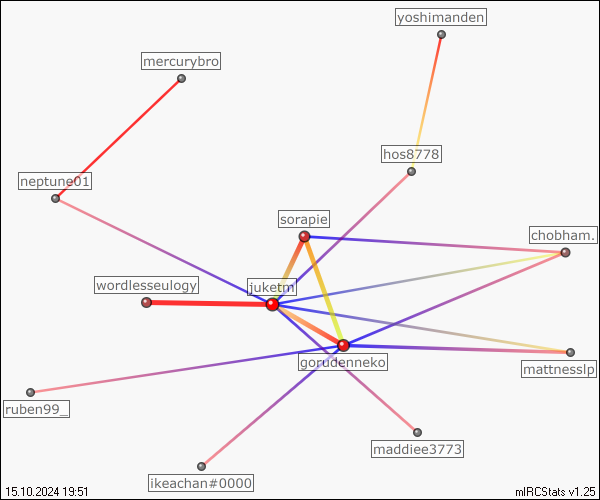 yoshimanden
mercurybro
hos8778
neptune01
sorapie
chobham.
wordlesseulogy
juketm
gorudenneko
mattnesslp
ruben99_
maddiee3773
ikeachan#0000
15.10.2024 19:51
mIRCStats v1.25